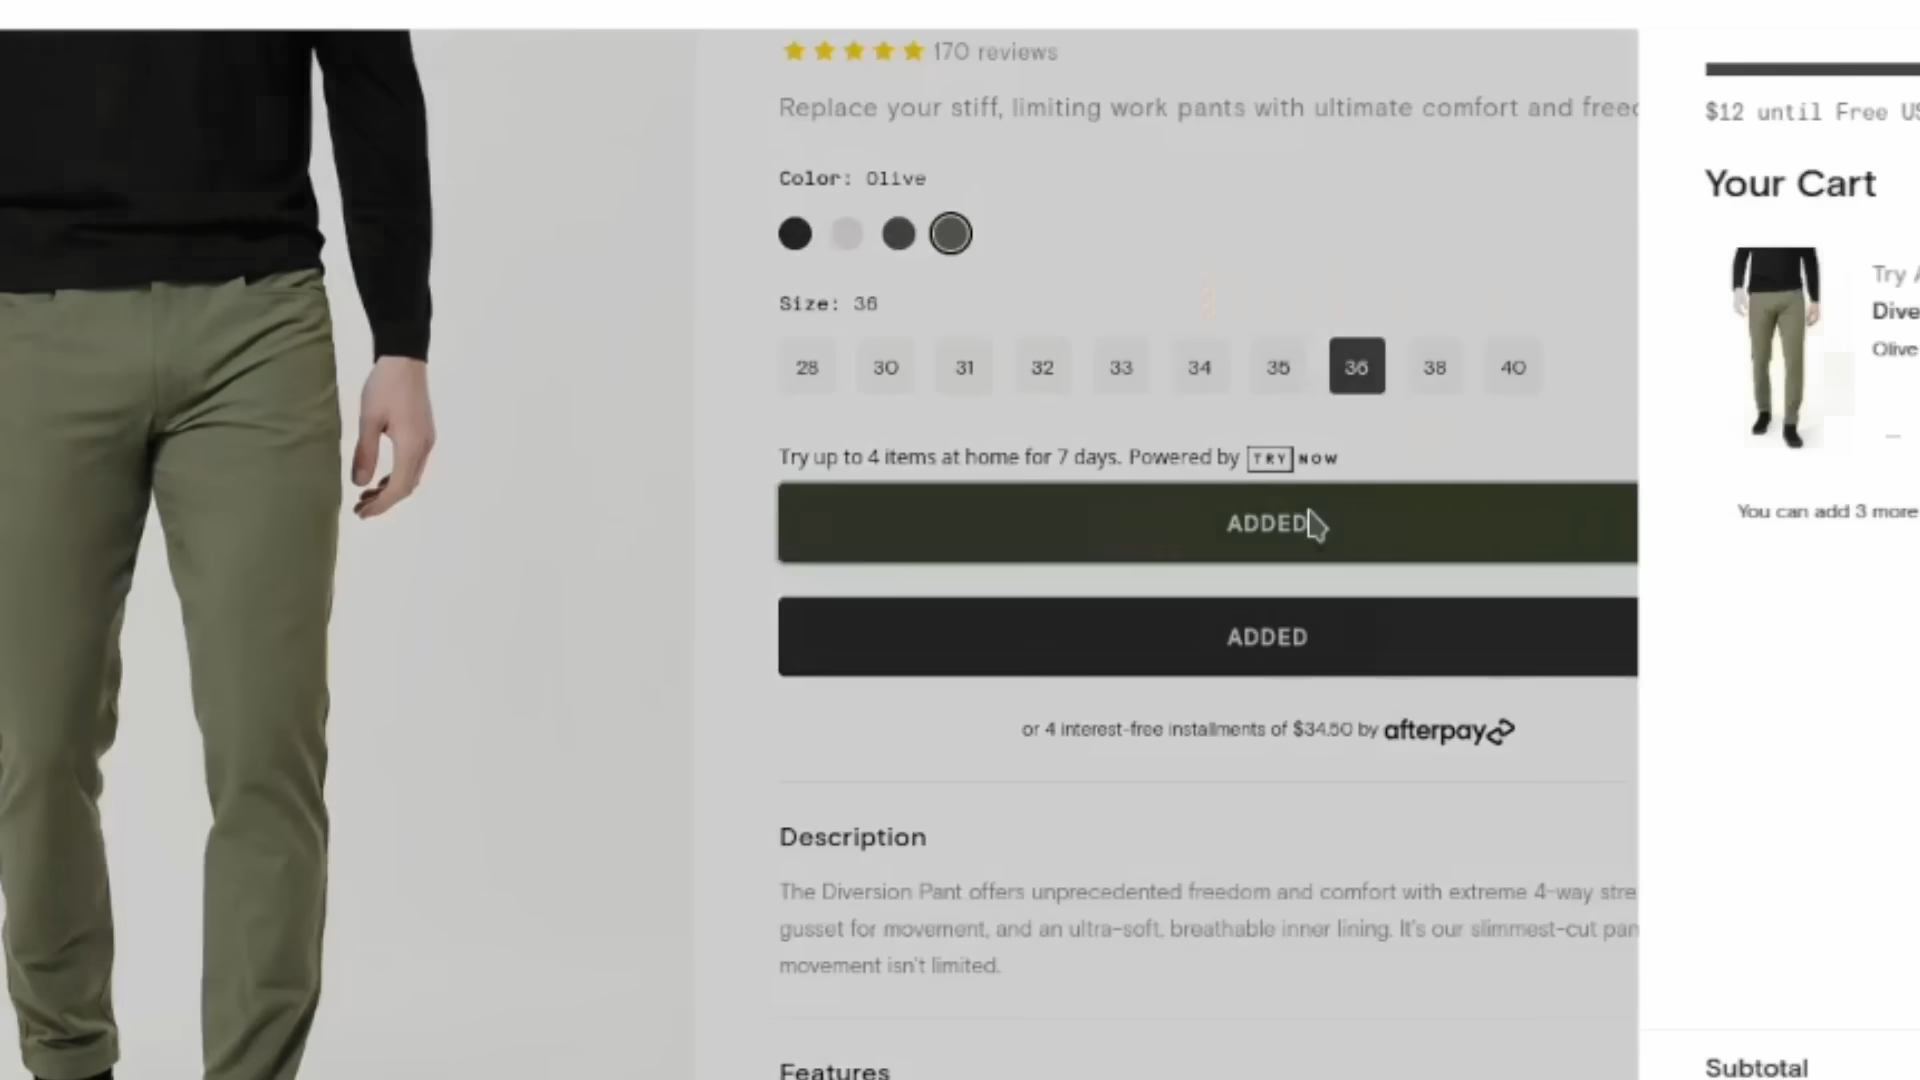 170 reviews
Replace your stiff, limiting work pants with ultimate comfort and
Color: Olive
Size: 36
28 30 31 32 33 34 35 36 38 40
Try up to 4 items at home for 7 days. Powered by TRY NOW
ADDED
ADDED
or 4 interest-free installments of $34.50 by afterpay
Description
The Diversion Pant offers unprecedented freedom and comfort with extreme 4-way
gusset for movement, and an ultra-soft, breathable inner lining. It's our slimmest-cut
movement isn't limited.
Features
$12 until Free
Your Cart
Try
Olive
You can add 3 more
Subtotal